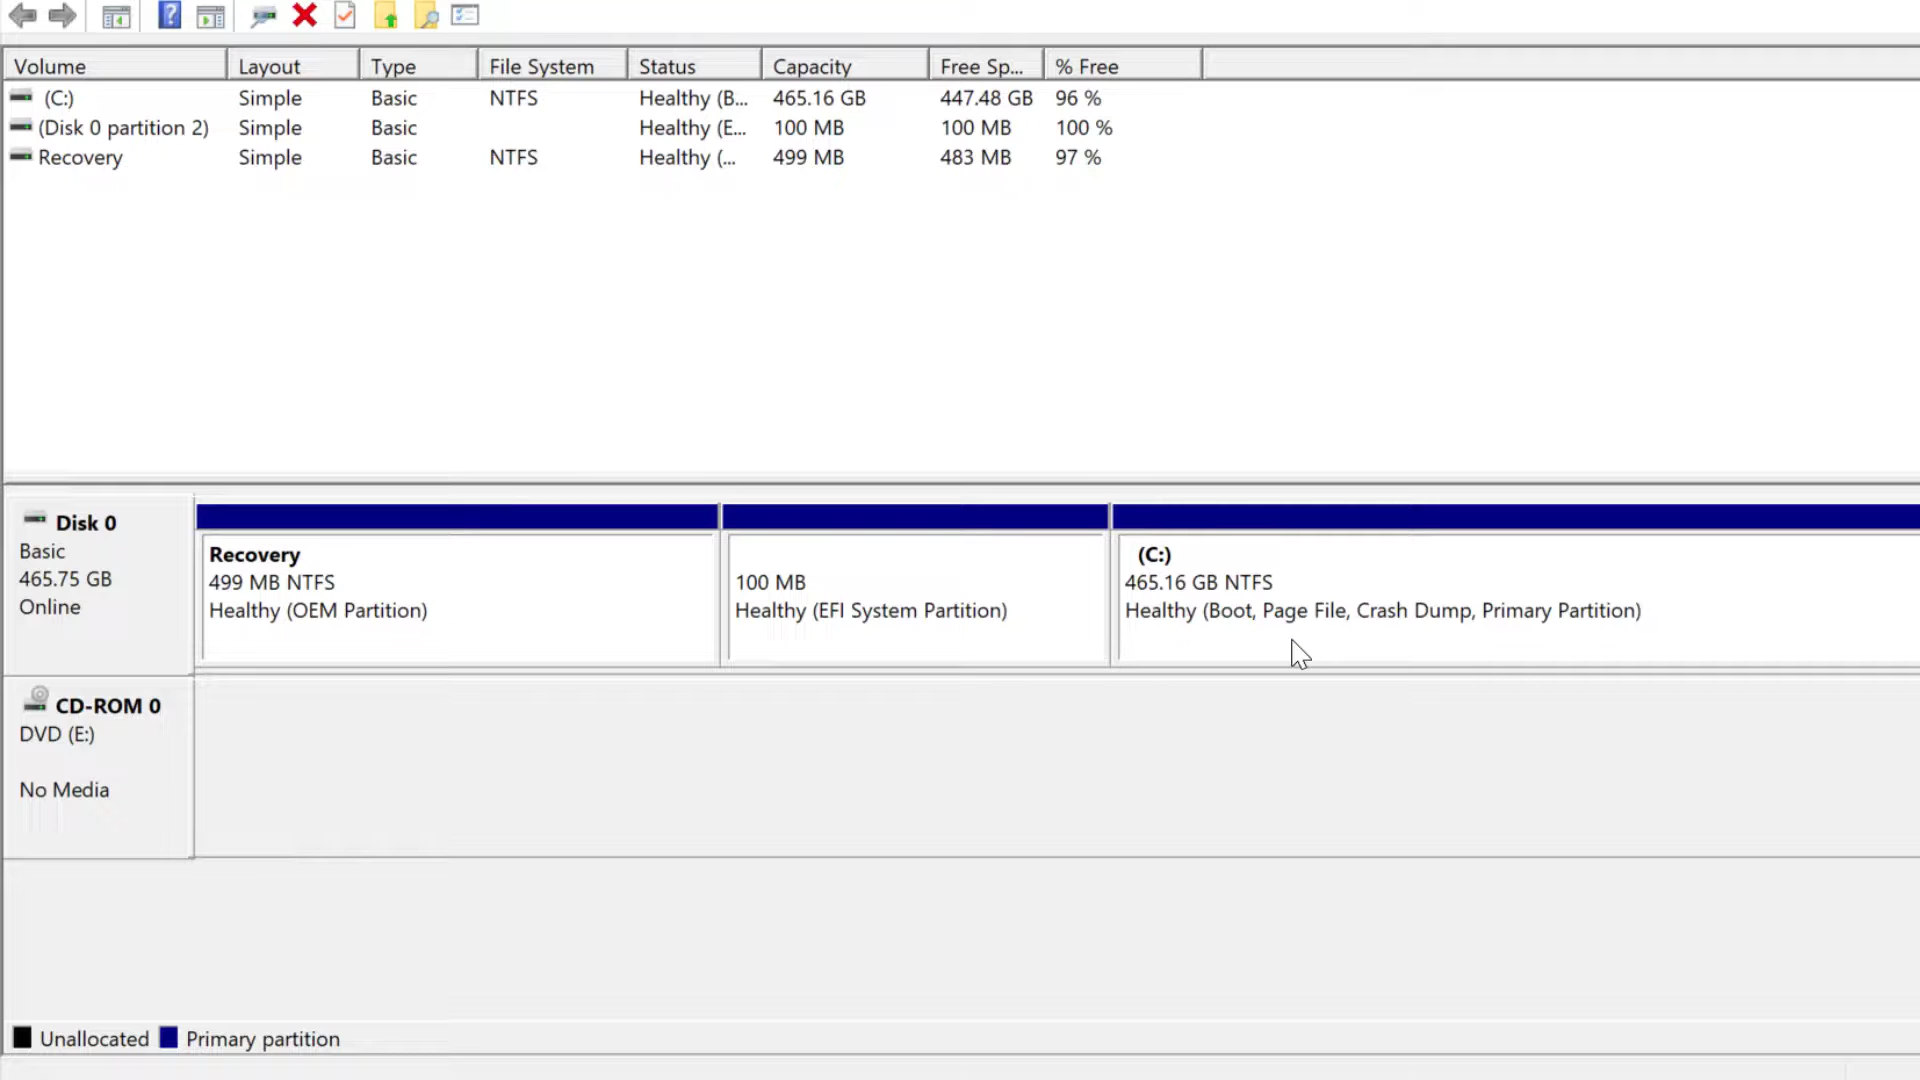 Volume Layout Type File System Status Capacity Free Sp... % Free
(C:) Simple Basic NTFS Healthy (B... 465.16 GB 447.48 GB 96 %
(Disk 0 partition 2) Simple Basic Healthy (E... 100 MB 100 MB 100 %
Recovery Simple Basic NTFS Healthy (... 499 MB 483 MB 97 %
Disk 0
Basic
465.75 GB
Online
Recovery
499 MB NTFS
Healthy (OEM Partition)
100 MB
Healthy (EFI System Partition)
(C:)
465.16 GB NTFS
Healthy (Boot, Page File, Crash Dump, Primary Partition)
CD-ROM 0
DVD (E:)
No Media
Unallocated Primary partition